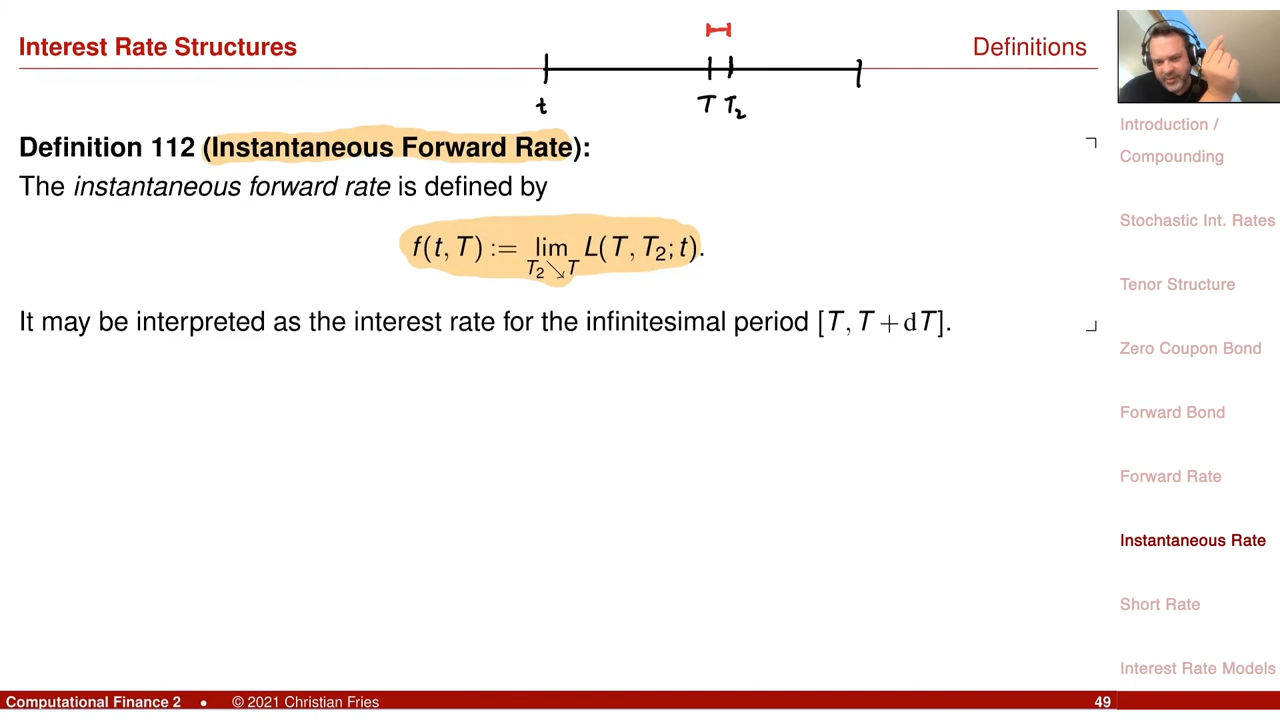 Interest Rate Structures
Definitions
t T T₂
Definition 112 (Instantaneous Forward Rate):
The instantaneous forward rate is defined by
f(t, T) := lim L(T, T₂; t).
T₂↘T
It may be interpreted as the interest rate for the infinitesimal period [T, T + dT].
Introduction /
Compounding
Stochastic Int. Rates
Tenor Structure
Zero Coupon Bond
Forward Bond
Forward Rate
Instantaneous Rate
Short Rate
Interest Rate Models
Computational Finance 2 • © 2021 Christian Fries 49